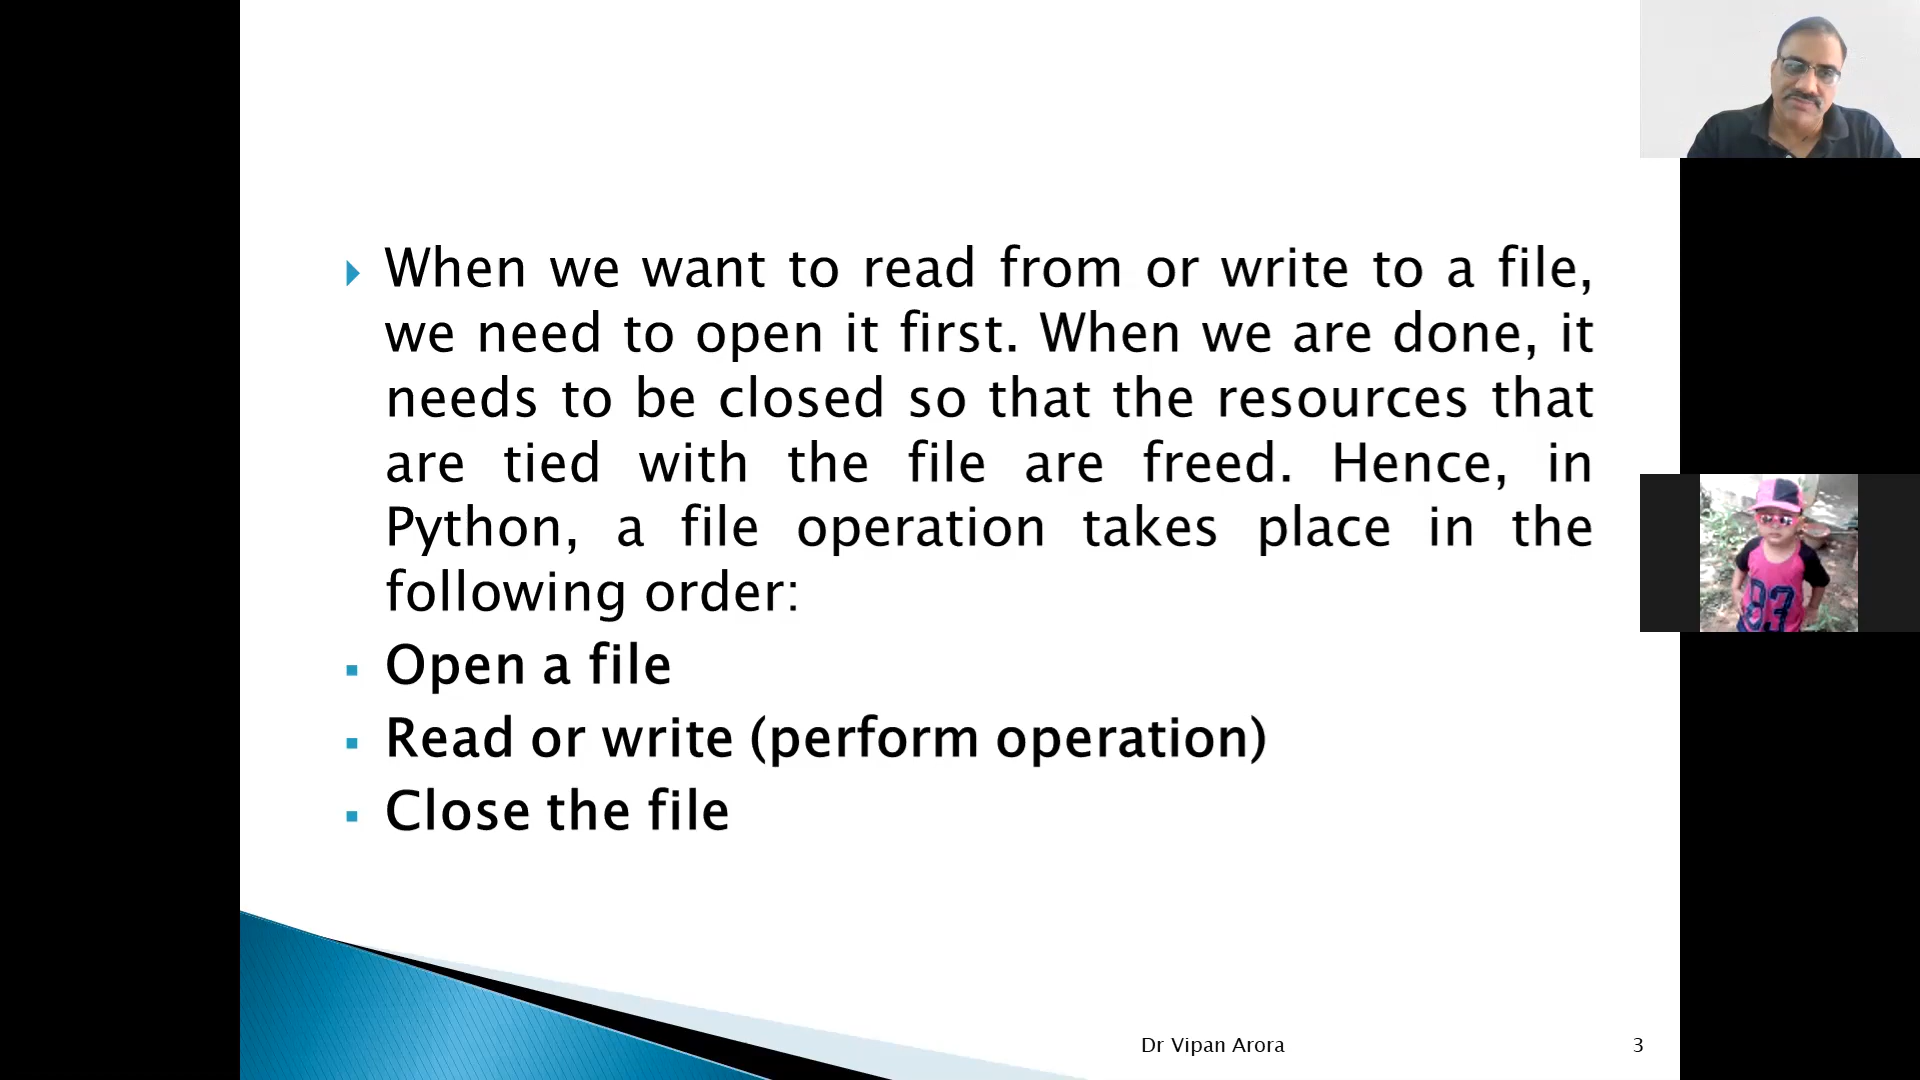 When we want to read from or write to a file,
we need to open it first. When we are done, it
needs to be closed so that the resources that
are tied with the file are freed. Hence, in
Python, a file operation takes place in the
following order:
Open a file
Read or write (perform operation)
Close the file
83
Dr Vipan Arora
3